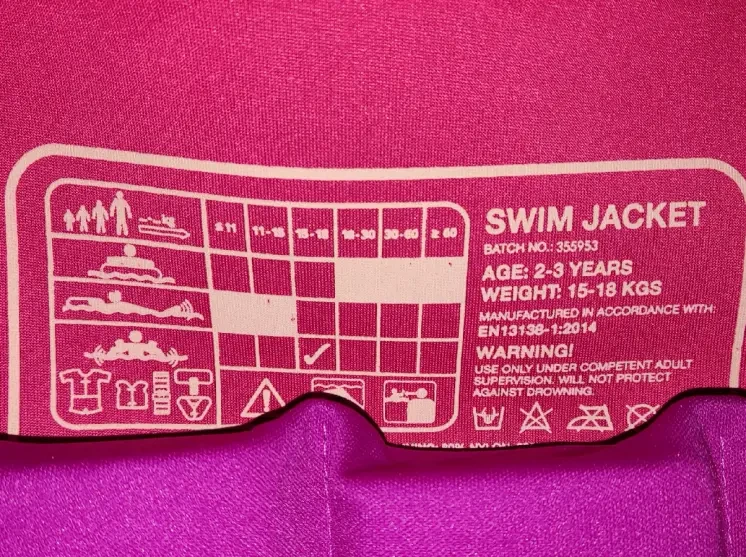 kg
≤ 11 11-15 15-18 18-30 30-60 ≥ 60
SWIM JACKET
BATCH NO.: 355953
AGE: 2-3 YEARS
WEIGHT: 15-18 KGS
MANUFACTURED IN ACCORDANCE WITH:
EN13138-1:2014
WARNING!
USE ONLY UNDER COMPETENT ADULT
SUPERVISION. WILL NOT PROTECT
AGAINST DROWNING.